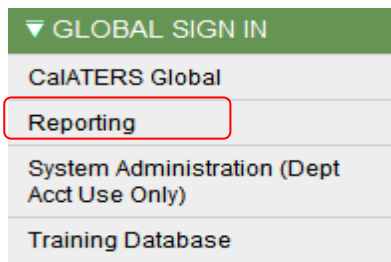 GLOBAL SIGN IN
CalATERS Global
Reporting
System Administration (Dept
Acct Use Only)
Training Database